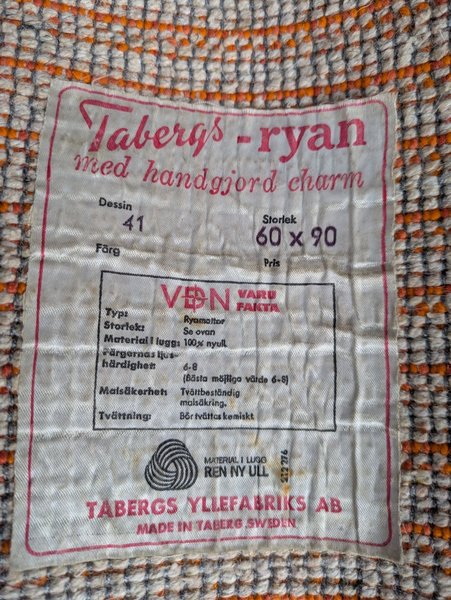 Tabergs-ryan
med handgjord charm
Dessin
41
Storlek
60 x 90
Färg
Pris
VDN VARU
FAKTA
Typ: Ryamattor
Storlek: Se ovan
Material i lugg: 100% nyull
Färgernas ljus-
härdighet: 6-8
(Bästa möjliga värde 6-8)
Malsäkerhet: Tvättbeständig
malsäkring.
Tvättning: Bör tvättas kemiskt
MATERIAL I LUGG
REN NY ULL
TABERGS YLLEFABRIKS AB
MADE IN TABERG SWEDEN